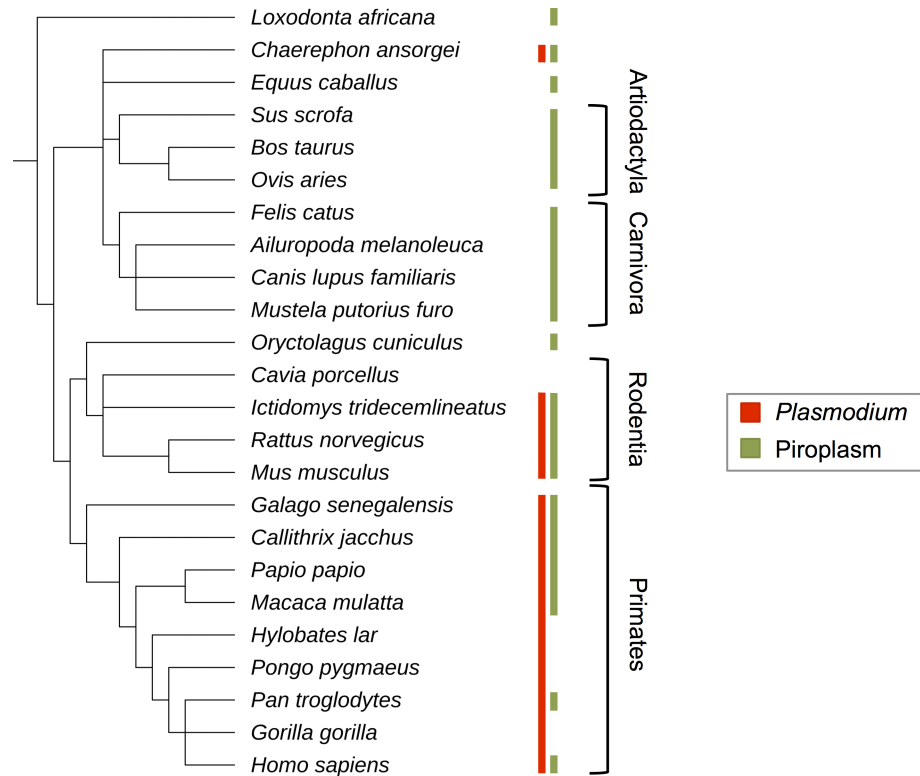 Loxodonta africana
Chaerephon ansorgei
Equus caballus
Sus scrofa
Bos taurus
Ovis aries
Felis catus
Ailuropoda melanoleuca
Canis lupus familiaris
Mustela putorius furo
Oryctolagus cuniculus
Cavia porcellus
Ictidomys tridecemlineatus
Rattus norvegicus
Mus musculus
Galago senegalensis
Callithrix jacchus
Papio papio
Macaca mulatta
Hylobates lar
Pongo pygmaeus
Pan troglodytes
Gorilla gorilla
Homo sapiens
Artiodactyla
Carnivora
Rodentia
Primates
Plasmodium
Piroplasm